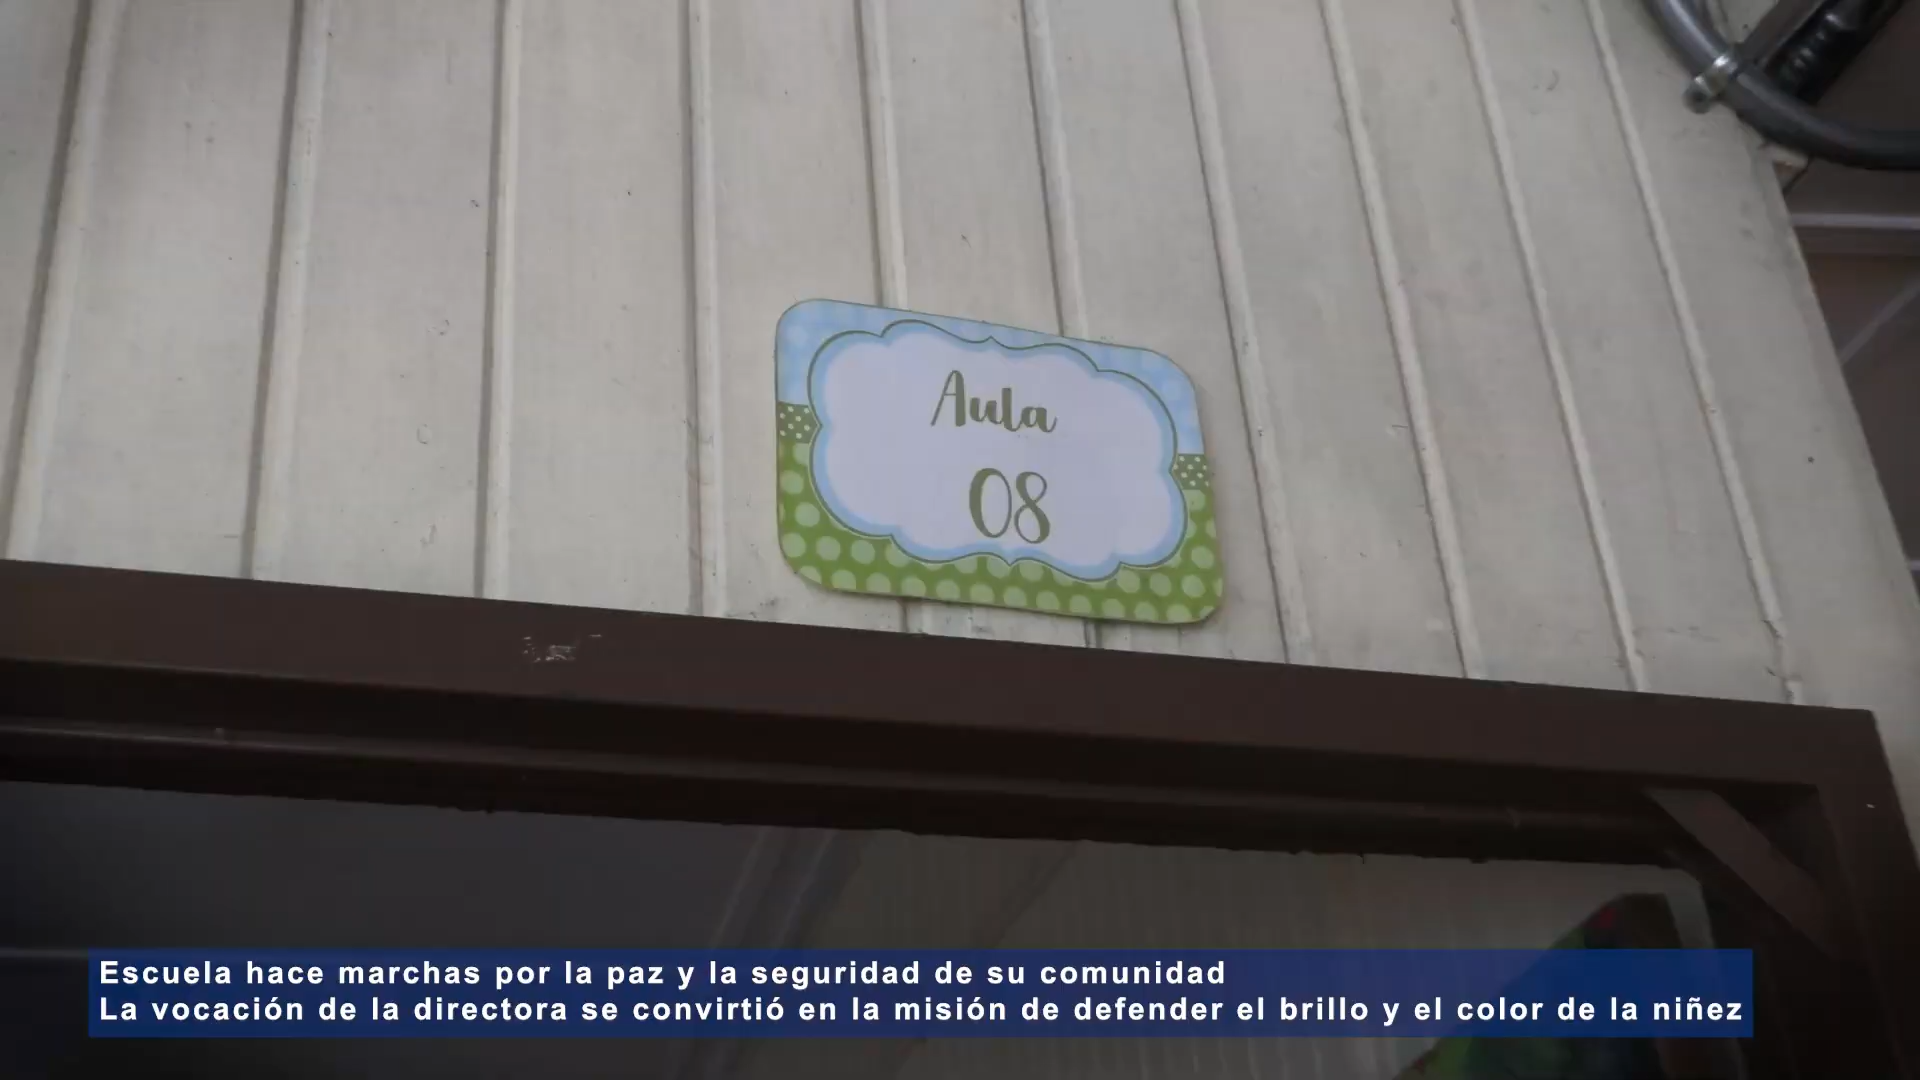 Aula
08
Escuela hace marchas por la paz y la seguridad de su comunidad
La vocación de la directora se convirtió en la misión de defender el brillo y el color de la niñez